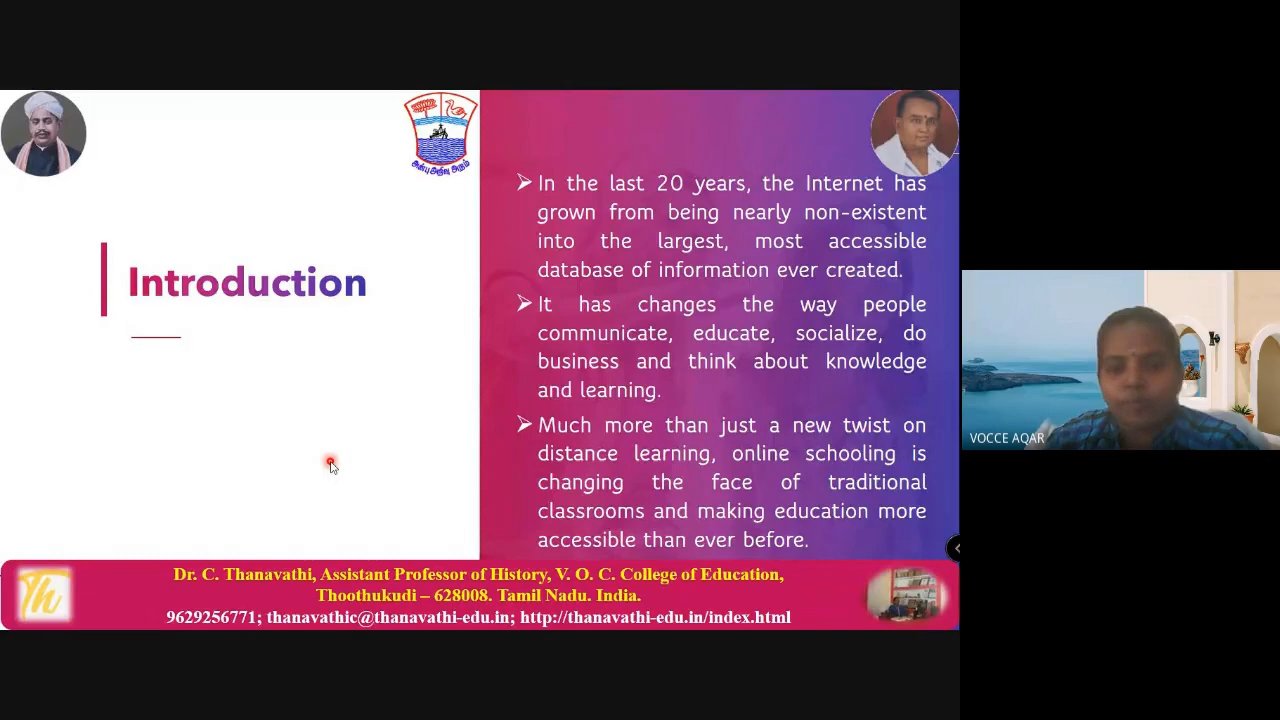 அன்பு அறிவு அறம்
Introduction
➢ In the last 20 years, the Internet has
grown from being nearly non-existent
into the largest, most accessible
database of information ever created.
➢ It has changes the way people
communicate, educate, socialize, do
business and think about knowledge
and learning.
➢ Much more than just a new twist on
distance learning, online schooling is
changing the face of traditional
classrooms and making education more
accessible than ever before.
VOCCE AQAR
Th
Dr. C. Thanavathi, Assistant Professor of History, V. O. C. College of Education,
Thoothukudi – 628008. Tamil Nadu. India.
9629256771; thanavathic@thanavathi-edu.in; http://thanavathi-edu.in/index.html